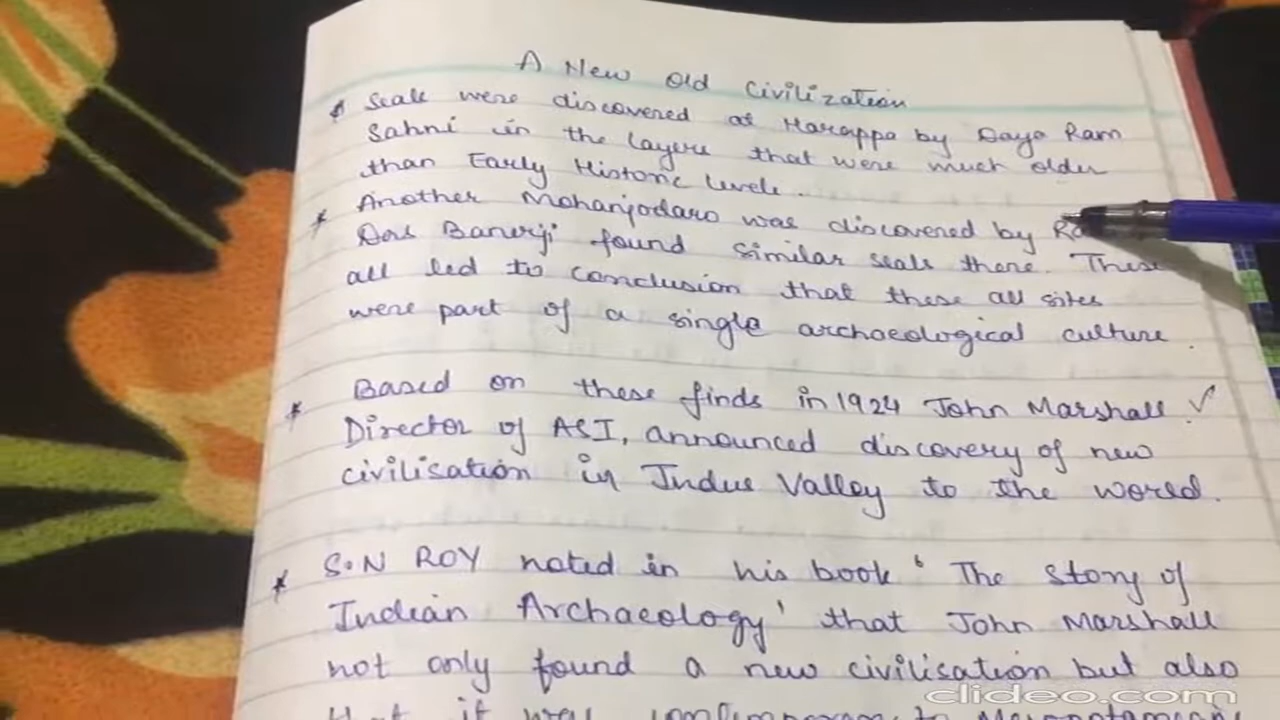 A New Old Civilization
* Seals were discovered at Harappa by Daya Ram
Sahni in the layers that were much older
than Early Historic levels.
* Another Mohanjodaro was discovered by
Das Banerji found similar seals there. These
all led to conclusion that these all sites
were part of a single archaeological culture.
* Based on these finds in 1924 John Marshall ✓
Director of ASI, announced discovery of new
civilisation in Indus Valley to the world.
* S.N ROY noted in his book ' The story of
Indian Archaeology' that John Marshall
not only found a new civilisation but also
that it was
clideo.com